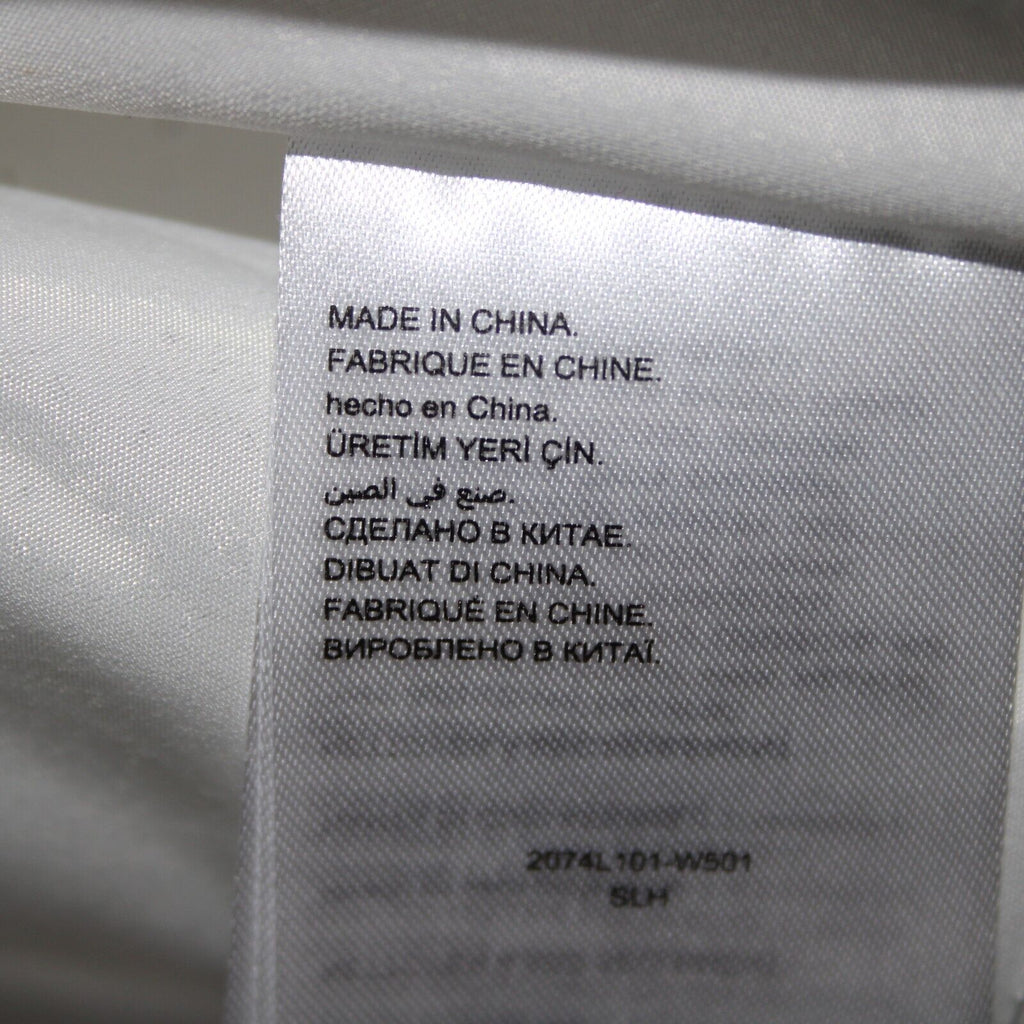 MADE IN CHINA.
FABRIQUE EN CHINE.
hecho en China.
ÜRETİM YERİ ÇİN.
صنع في الصين.
СДЕЛАНО В КИТАЕ.
DIBUAT DI CHINA.
FABRIQUÉ EN CHINE.
ВИРОБЛЕНО В КИТАЇ.
2074L101-W501
SLH